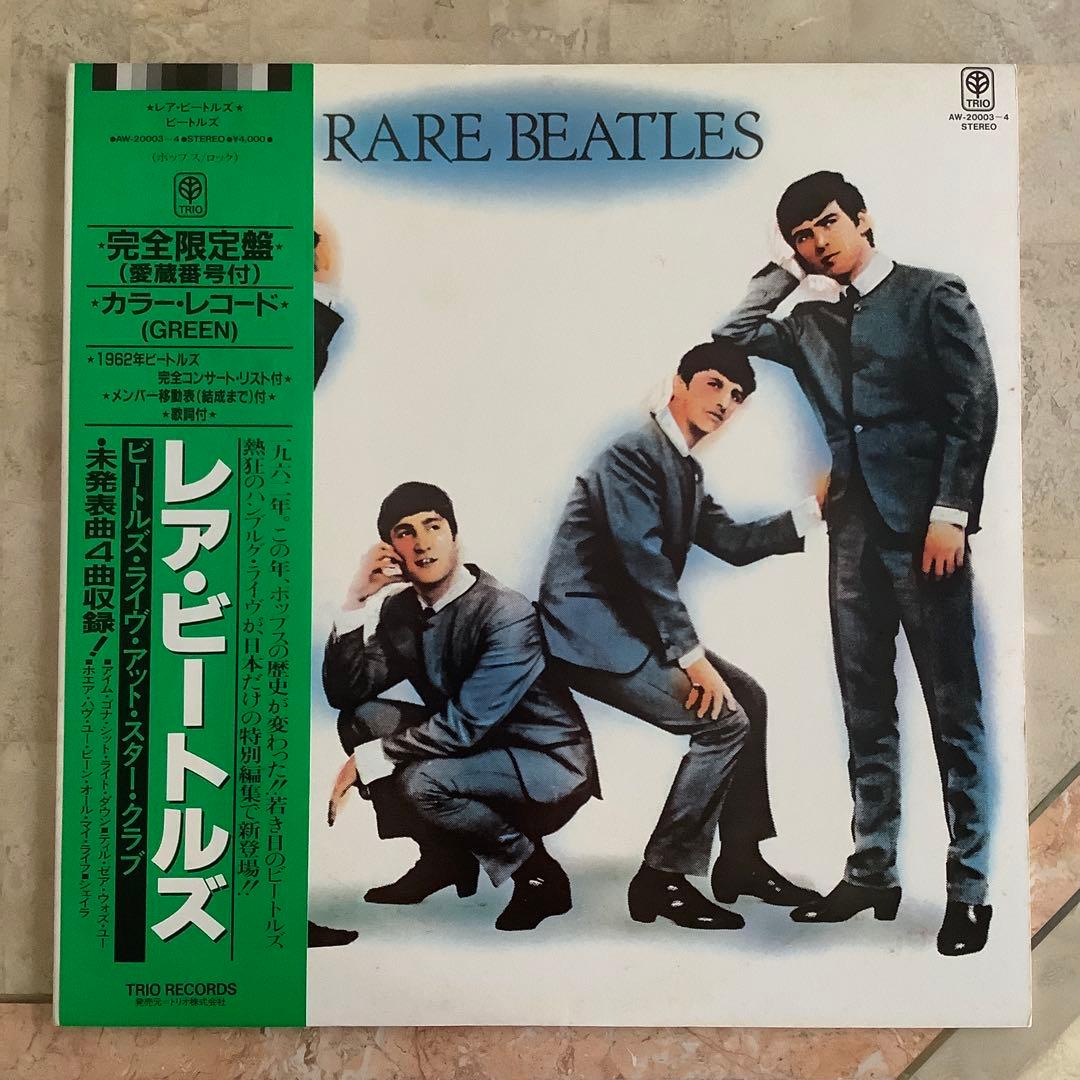 ★レア・ビートルズ★
ビートルズ
●AW-20003〜4●STEREO●¥4,000●
(ポップス/ロック)
TRIO
★完全限定盤★
(愛蔵番号付)
★カラー・レコード★
(GREEN)
★1962年ビートルズ
完全コンサート・リスト付★
★メンバー移動表(結成まで)付★
★歌詞付★
一九六二年。この年、ポップスの歴史が変わった!!若き日のビートルズ
熱狂のハンブルグ・ライヴが、日本だけの特別編集で新登場!!
レア・ビートルズ
ビートルズ・ライヴ・アット・スター・クラブ
•未発表曲4曲収録!
■アイム・ゴナ・シット・ライト・ダウン■ティル・ゼア・ウォズ・ユー
■ホエア・ハヴ・ユー・ビーン・オール・マイ・ライフ■シェイラ
TRIO RECORDS
発売元=トリオ株式会社
RARE BEATLES
TRIO
AW-20003〜4
STEREO